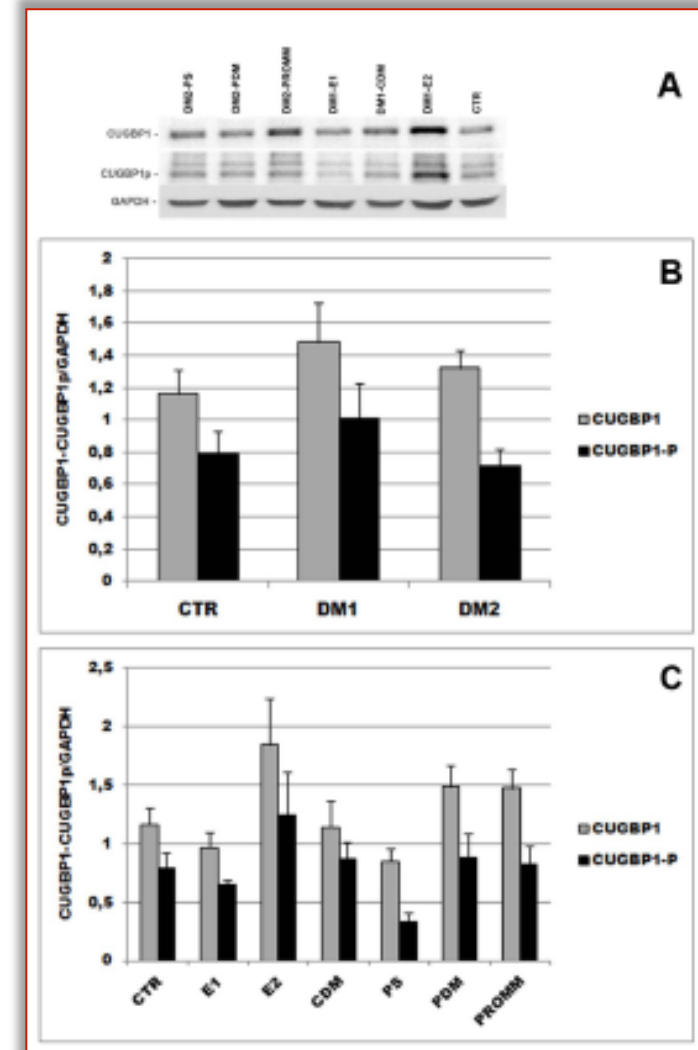 DM2-PS
DM2-PDM
DM2-PROMM
DM1-E1
DM1-CDM
DM1-E2
CTR
A
CUGBP1 -
CUGBP1p -
GAPDH -
B
2
1,8
1,6
1,4
1,2
1
0,8
0,6
0,4
0,2
0
CUGBP1-CUGBP1p/GAPDH
CTR
DM1
DM2
CUGBP1
CUGBP1-P
C
2,5
2
1,5
1
0,5
0
CUGBP1-CUGBP1p/GAPDH
CTR
E1
E2
CDM
PS
PDM
PROMM
CUGBP1
CUGBP1-P